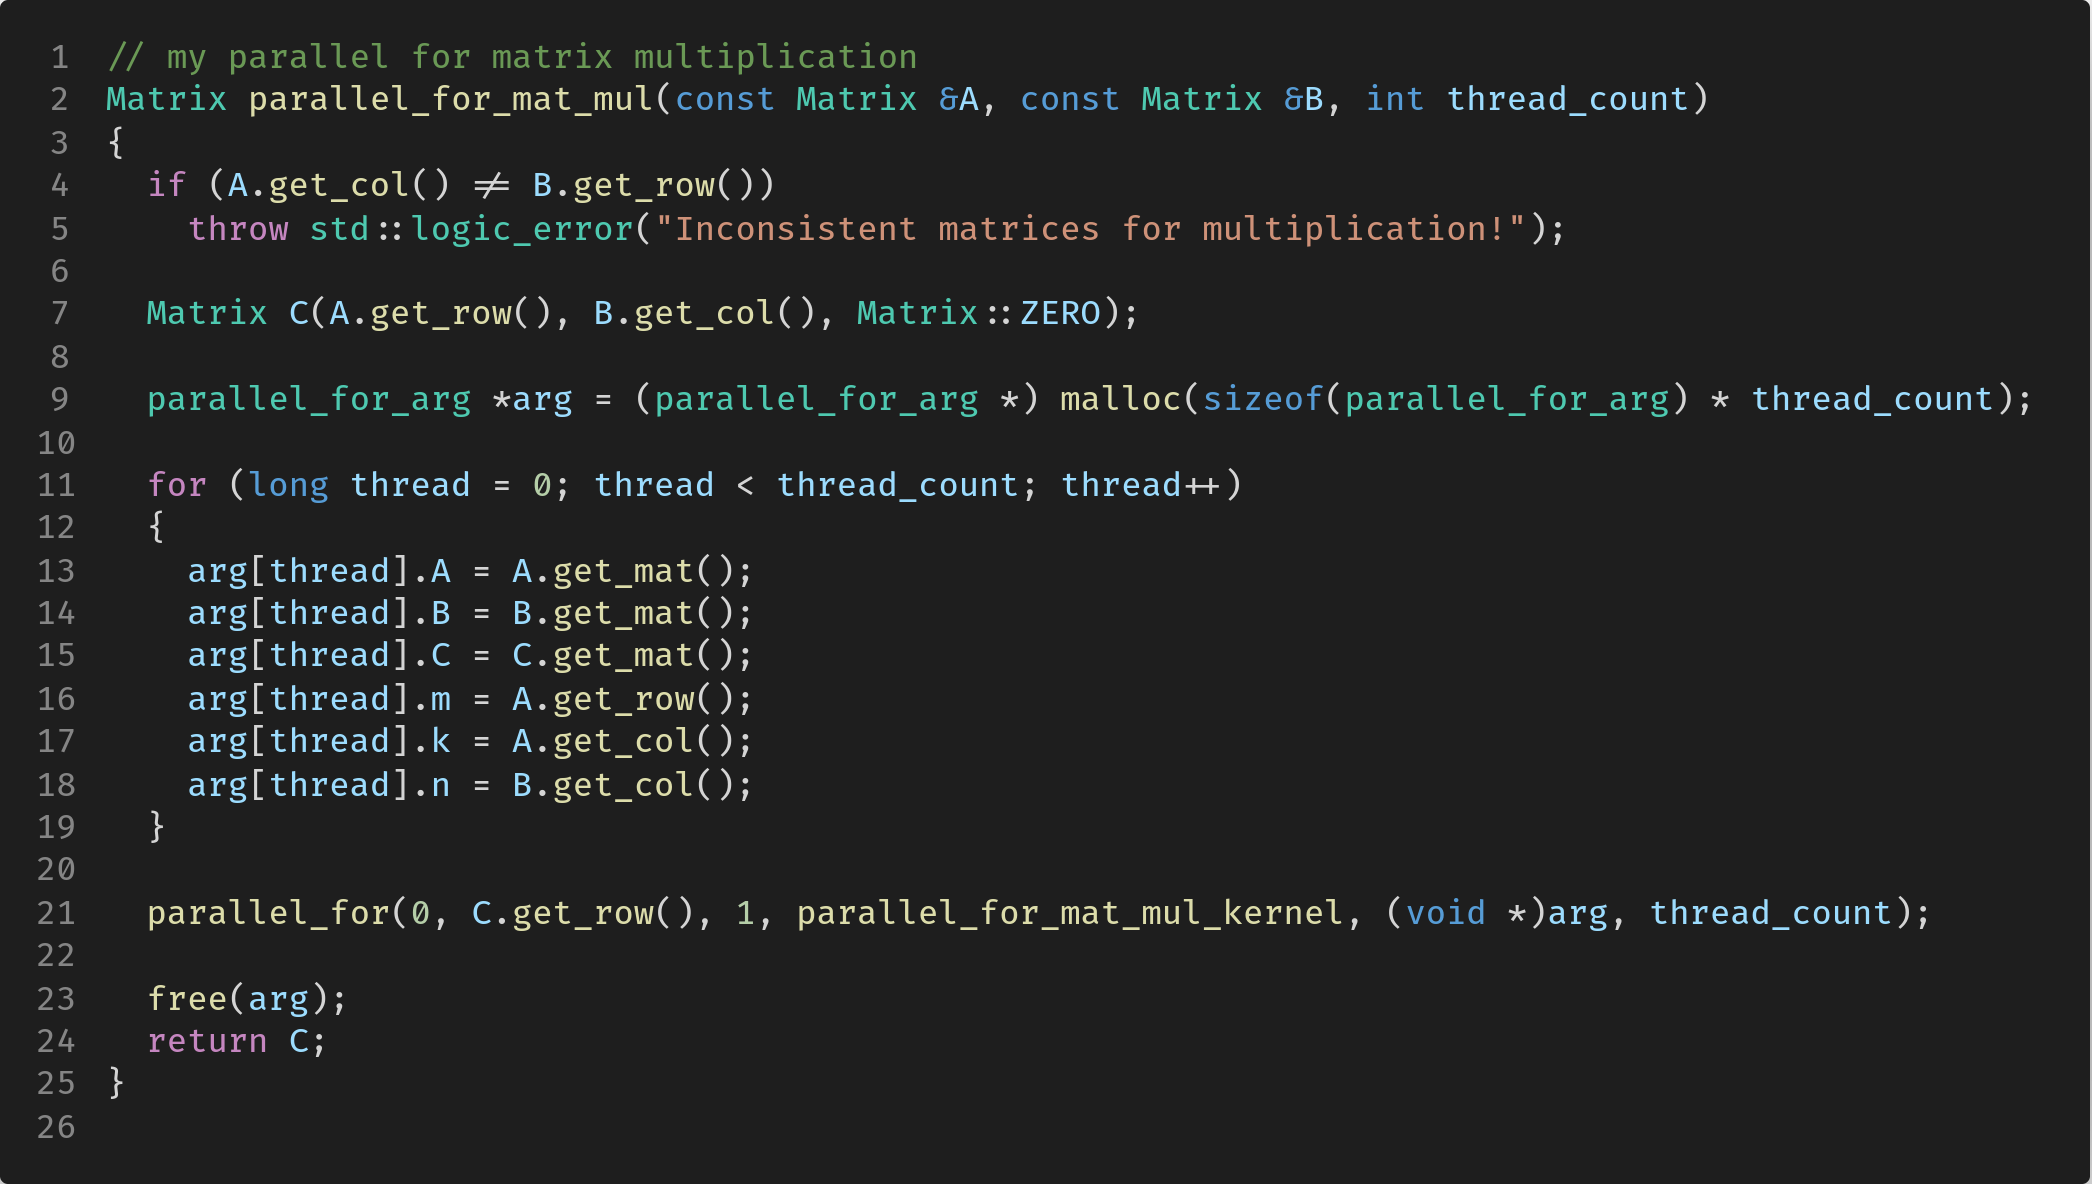 1 // my parallel for matrix multiplication
2 Matrix parallel_for_mat_mul(const Matrix &A, const Matrix &B, int thread_count)
3 {
4   if (A.get_col() != B.get_row())
5     throw std::logic_error("Inconsistent matrices for multiplication!");
6
7   Matrix C(A.get_row(), B.get_col(), Matrix::ZERO);
8
9   parallel_for_arg *arg = (parallel_for_arg *) malloc(sizeof(parallel_for_arg) * thread_count);
10
11   for (long thread = 0; thread < thread_count; thread++)
12   {
13     arg[thread].A = A.get_mat();
14     arg[thread].B = B.get_mat();
15     arg[thread].C = C.get_mat();
16     arg[thread].m = A.get_row();
17     arg[thread].k = A.get_col();
18     arg[thread].n = B.get_col();
19   }
20
21   parallel_for(0, C.get_row(), 1, parallel_for_mat_mul_kernel, (void *)arg, thread_count);
22
23   free(arg);
24   return C;
25 }
26